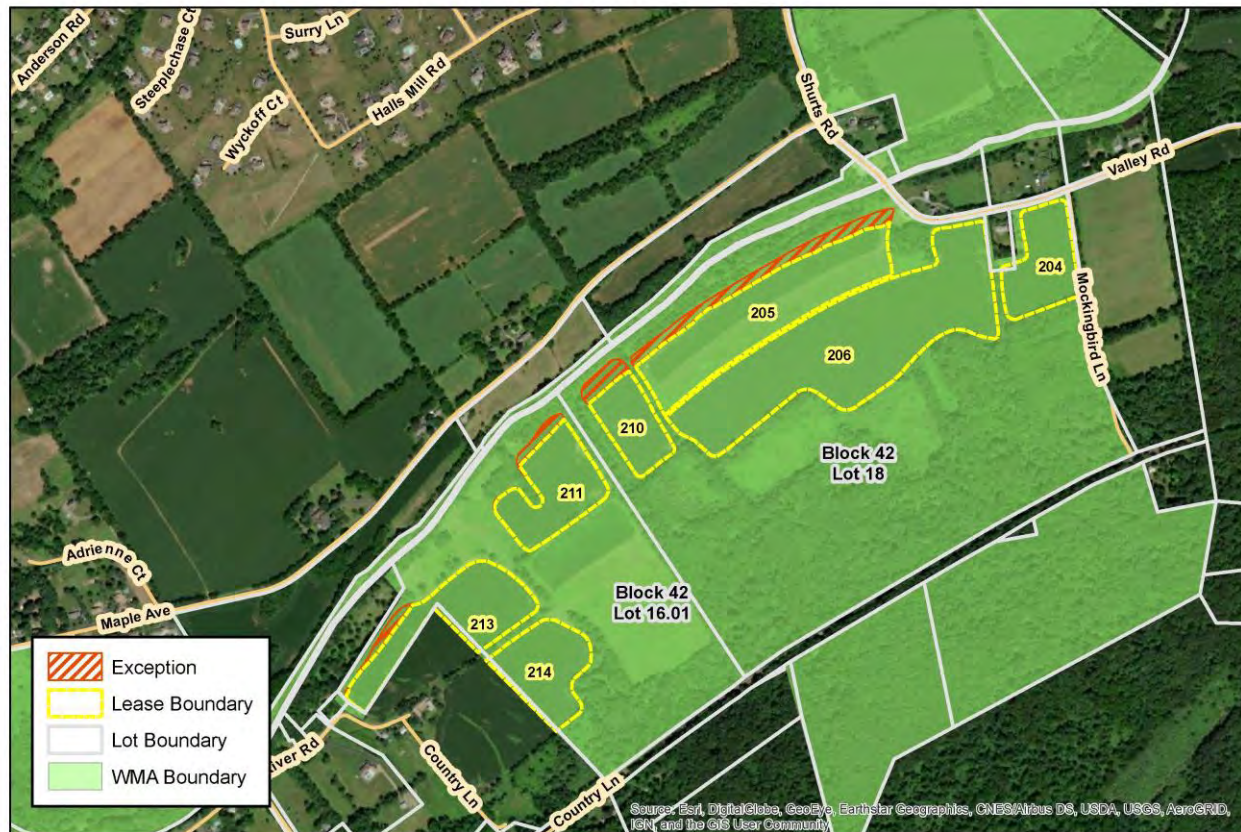 Anderson Rd
Steeplechase Ct
Surry Ln
Halls Mill Rd
Wyckoff Ct
Shurts Rd
Valley Rd
204
Mockingbird Ln
205
206
210
Block 42
Lot 18
211
Adrienne Ct
Maple Ave
Block 42
Lot 16.01
213
214
Exception
Lease Boundary
Lot Boundary
WMA Boundary
River Rd
Country Ln
Country Ln
Source: Esri, DigitalGlobe, GeoEye, Earthstar Geographics, CNES/Airbus DS, USDA, USGS, AeroGRID,
IGN, and the GIS User Community